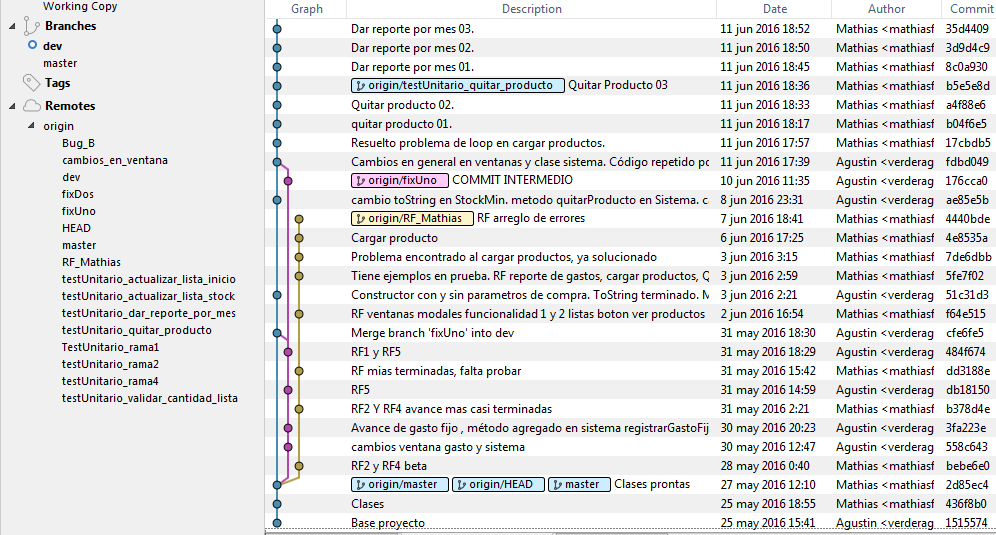 Working Copy
Branches
dev
master
Tags
Remotes
origin
Bug_B
cambios_en_ventana
dev
fixDos
fixUno
HEAD
master
RF_Mathias
testUnitario_actualizar_lista_inicio
testUnitario_actualizar_lista_stock
testUnitario_dar_reporte_por_mes
testUnitario_quitar_producto
TestUnitario_rama1
testUnitario_rama2
testUnitario_rama4
testUnitario_validar_cantidad_lista
Graph Description Date Author Commit
Dar reporte por mes 03. 11 jun 2016 18:52 Mathias <mathiasf 35d4409
Dar reporte por mes 02. 11 jun 2016 18:50 Mathias <mathiasf 3d9d4c9
Dar reporte por mes 01. 11 jun 2016 18:45 Mathias <mathiasf 8c0a930
origin/testUnitario_quitar_producto Quitar Producto 03 11 jun 2016 18:36 Mathias <mathiasf b5e5e8d
Quitar producto 02. 11 jun 2016 18:33 Mathias <mathiasf a4f88e6
quitar producto 01. 11 jun 2016 18:17 Mathias <mathiasf b04f6e5
Resuelto problema de loop en cargar productos. 11 jun 2016 17:57 Mathias <mathiasf 17cbdb5
Cambios en general en ventanas y clase sistema. Código repetido pc 11 jun 2016 17:39 Agustin <verderag fdbd049
origin/fixUno COMMIT INTERMEDIO 10 jun 2016 11:35 Agustin <verderag 176cca0
cambio toString en StockMin. metodo quitarProducto en Sistema. ca 8 jun 2016 23:31 Agustin <verderag ae85e5b
origin/RF_Mathias RF arreglo de errores 7 jun 2016 18:41 Mathias <mathiasf 4440bde
Cargar producto 6 jun 2016 17:25 Mathias <mathiasf 4e8535a
Problema encontrado al cargar productos, ya solucionado 3 jun 2016 3:15 Mathias <mathiasf 7de6dbb
Tiene ejemplos en prueba. RF reporte de gastos, cargar productos, Q 3 jun 2016 2:59 Mathias <mathiasf 5fe7f02
Constructor con y sin parametros de compra. ToString terminado. M 3 jun 2016 2:21 Agustin <verderag 51c31d3
RF ventanas modales funcionalidad 1 y 2 listas boton ver productos 2 jun 2016 16:54 Mathias <mathiasf f64e515
Merge branch 'fixUno' into dev 31 may 2016 18:30 Agustin <verderag cfe6fe5
RF1 y RF5 31 may 2016 18:29 Agustin <verderag 484f674
RF mias terminadas, falta probar 31 may 2016 15:42 Mathias <mathiasf dd3188e
RF5 31 may 2016 14:59 Agustin <verderag db18150
RF2 Y RF4 avance mas casi terminadas 31 may 2016 2:21 Mathias <mathiasf b378d4e
Avance de gasto fijo , método agregado en sistema registrarGastoFij 30 may 2016 20:23 Agustin <verderag 3fa223e
cambios ventana gasto y sistema 30 may 2016 12:47 Agustin <verderag 558c643
RF2 y RF4 beta 28 may 2016 0:40 Mathias <mathiasf bebe6e0
origin/master origin/HEAD master Clases prontas 27 may 2016 12:10 Mathias <mathiasf 2d85ec4
Clases 25 may 2016 18:55 Mathias <mathiasf 436f8b0
Base proyecto 25 may 2016 15:41 Agustin <verderag 1515574